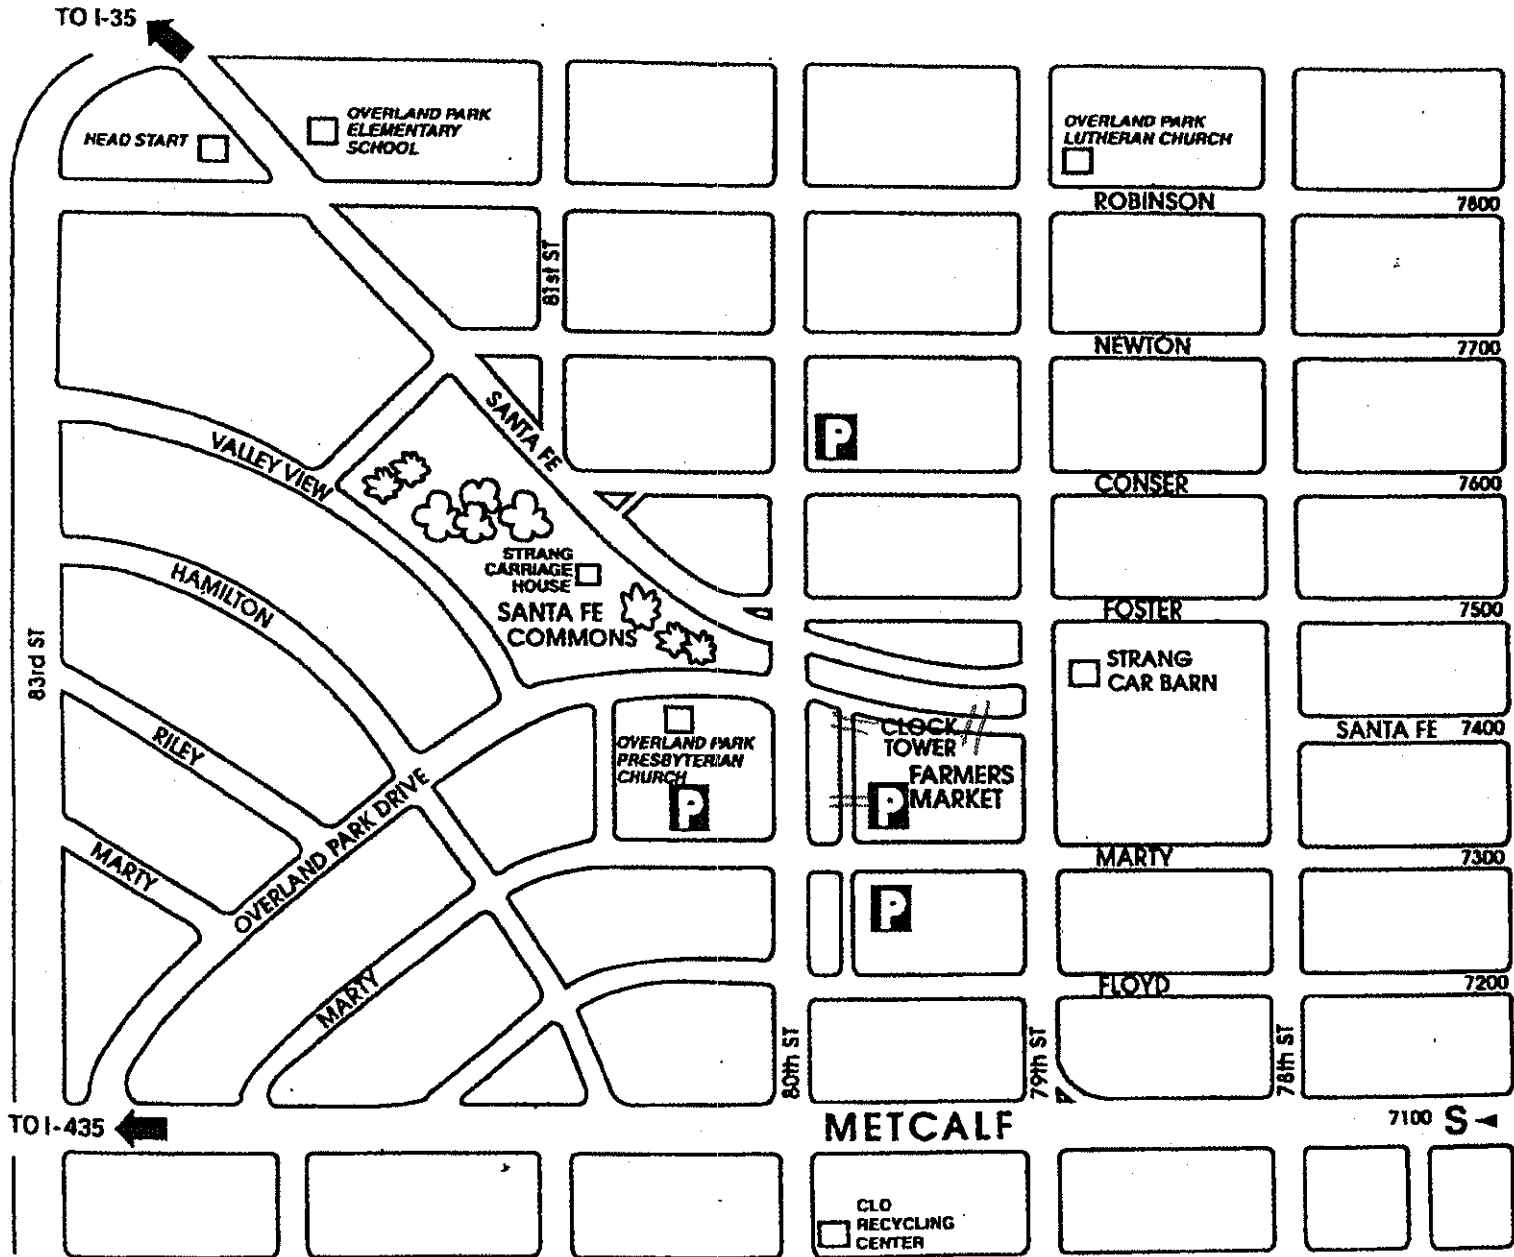 TO I-35
HEAD START
OVERLAND PARK
ELEMENTARY
SCHOOL
OVERLAND PARK
LUTHERAN CHURCH
ROBINSON
7800
81st ST
NEWTON
7700
SANTA FE
P
VALLEY VIEW
CONSER
7600
STRANG
CARRIAGE
HOUSE
SANTA FE
COMMONS
HAMILTON
FOSTER
7500
83rd ST
STRANG
CAR BARN
RILEY
OVERLAND PARK
PRESBYTERIAN
CHURCH
P
CLOCK
TOWER
FARMERS
MARKET
P
SANTA FE 7400
OVERLAND PARK DRIVE
MARTY
MARTY
7300
P
MARTY
FLOYD
7200
80th ST
79th ST
78th ST
TO I-435
METCALF
7100 S
CLO
RECYCLING
CENTER